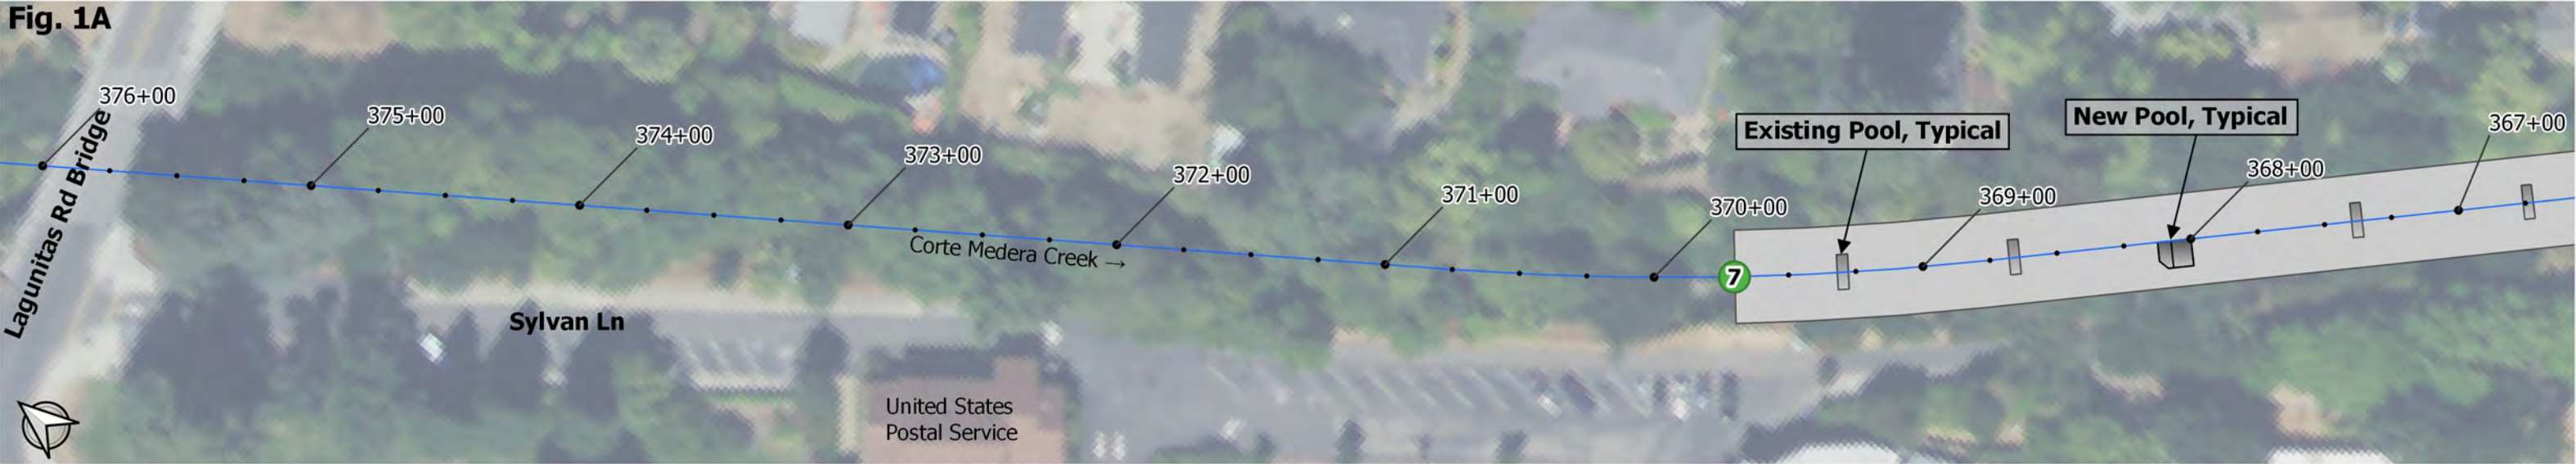 Fig. 1A
376+00
375+00
374+00
373+00
372+00
371+00
370+00
369+00
368+00
367+00
Existing Pool, Typical
New Pool, Typical
Lagunitas Rd Bridge
Corte Medera Creek →
7
Sylvan Ln
United States
Postal Service